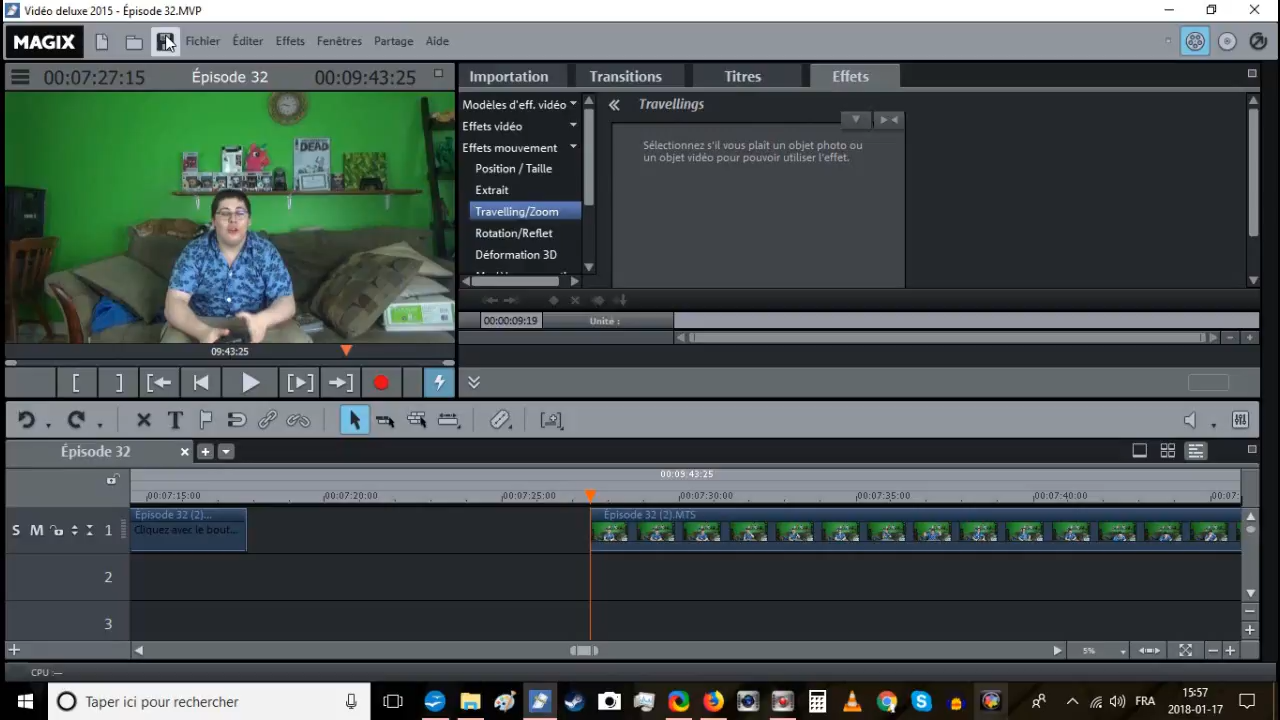 Vidéo deluxe 2015 - Épisode 32.MVP
MAGIX
Fichier Éditer Effets Fenêtres Partage Aide
00:07:27:15 Épisode 32 00:09:43:25
Importation Transitions Titres Effets
Modèles d'eff. vidéo
Effets vidéo
Effets mouvement
Position / Taille
Extrait
Travelling/Zoom
Rotation/Reflet
Déformation 3D
Travellings
Sélectionnez s'il vous plait un objet photo ou
un objet vidéo pour pouvoir utiliser l'effet.
DEAD
00:00:09:19 Unité :
09:43:25
Épisode 32
00:09:43:25
00:07:15:00 00:07:20:00 00:07:25:00 00:07:30:00 00:07:35:00 00:07:40:00 00:07:
S M 1
Épisode 32 (2)...
Cliquez avec le bout...
Épisode 32 (2).MTS
2
3
5%
CPU :---
Taper ici pour rechercher
FRA
15:57
2018-01-17